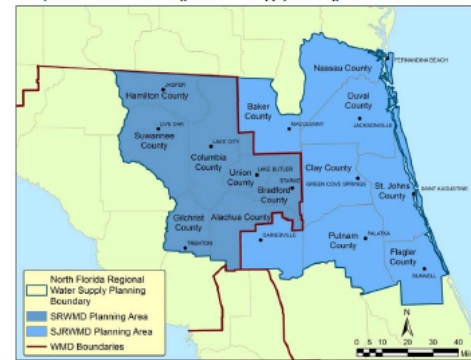 Nassau County
FERNANDINA BEACH
JASPER
Hamilton County
Baker
County
Duval
County
LIVE OAK
MACCLENNY
JACKSONVILLE
Suwannee
County
LAKE CITY
Columbia
County
Union
County
LAKE BUTLER
STARKE
Bradford
County
Clay County
GREEN COVE SPRINGS
St. Johns
County
SAINT AUGUSTINE
Gilchrist
County
Alachua County
TRENTON
GAINESVILLE
Putnam
County
PALATKA
Flagler
County
BUNNELL
North Florida Regional
Water Supply Planning
Boundary
SRWMD Planning Area
SJRWMD Planning Area
WMD Boundaries
N
0 5 10 20 30 40